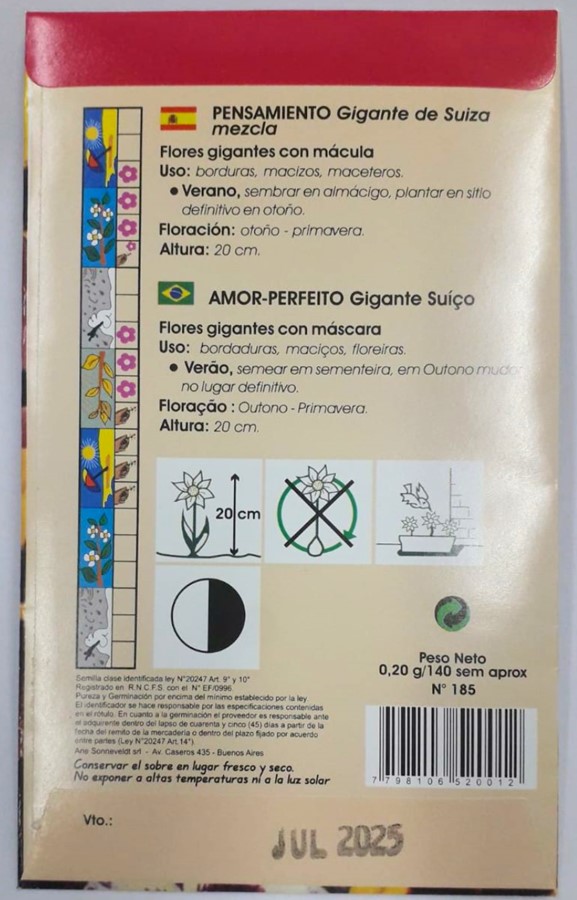 PENSAMIENTO Gigante de Suiza
mezcla
Flores gigantes con mácula
Uso: borduras, macizos, maceteros.
● Verano, sembrar en almácigo, plantar en sitio
definitivo en otoño.
Floración: otoño - primavera.
Altura: 20 cm.
AMOR-PERFEITO Gigante Suíço
Flores gigantes con máscara
Uso: bordaduras, maciços, floreiras.
● Verão, semear em sementeira, em Outono mudar
no lugar definitivo.
Floração : Outono - Primavera.
Altura: 20 cm.
20 cm
Peso Neto
0,20 g/140 sem aprox
N° 185
Semilla clase identificada ley N°20247 Art. 9° y 10°
Registrado en R.N.C.F.S. con el N° EF/0996.
Pureza y Germinación por encima del mínimo establecido por la ley.
El identificador se hace responsable por las especificaciones contenidas
en el rótulo. En cuanto a la germinación el proveedor es responsable ante
el adquirente dentro del lapso de cuarenta y cinco (45) días a partir de la
fecha del remito de la mercadería o dentro del plazo fijado por acuerdo
entre partes (Ley N°20247 Art.14°)
Ane Sonneveldt srl - Av. Caseros 435 - Buenos Aires
Conservar el sobre en lugar fresco y seco.
No exponer a altas temperaturas ni a la luz solar
7 798106 520012
Vto.:
JUL 2025